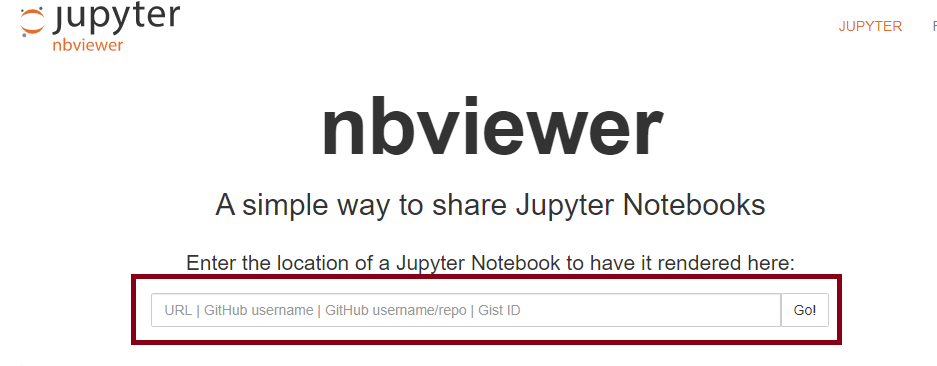 jupyter
nbviewer
JUPYTER
nbviewer
A simple way to share Jupyter Notebooks
Enter the location of a Jupyter Notebook to have it rendered here:
URL | GitHub username | GitHub username/repo | Gist ID
Go!